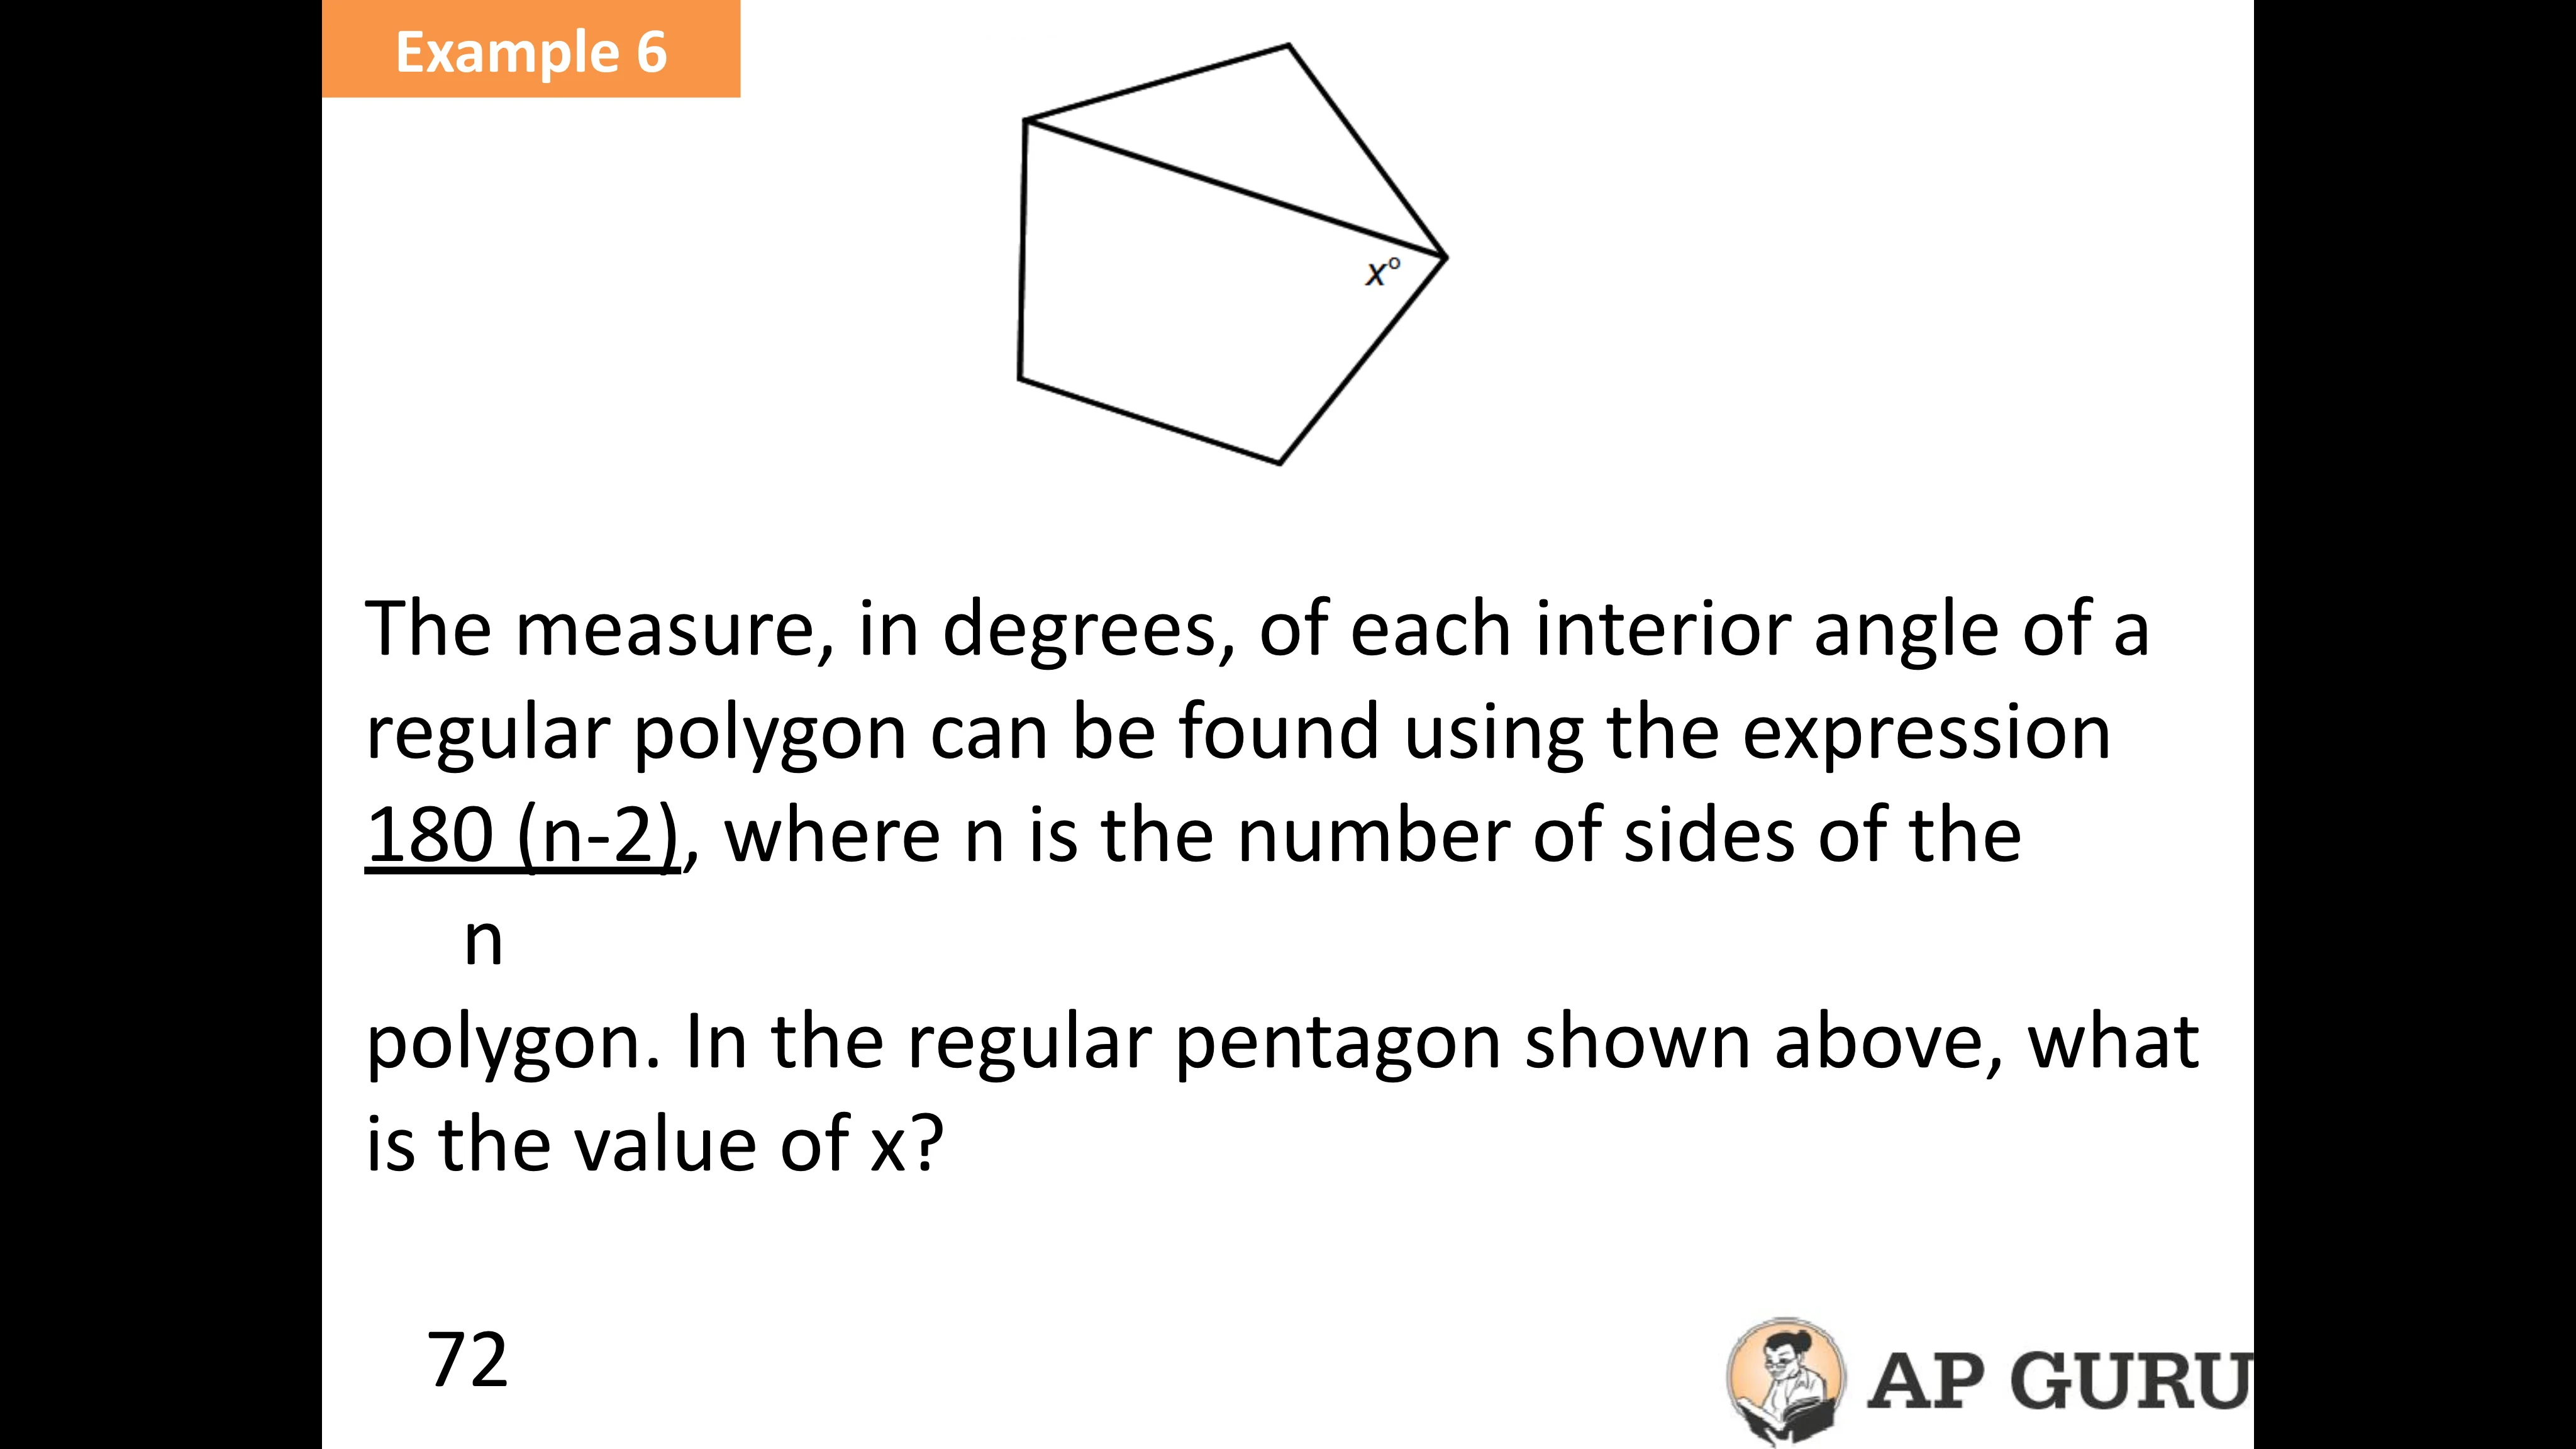 Example 6
xº
The measure, in degrees, of each interior angle of a
regular polygon can be found using the expression
180 (n-2), where n is the number of sides of the
n
polygon. In the regular pentagon shown above, what
is the value of x?
72
AP GURU